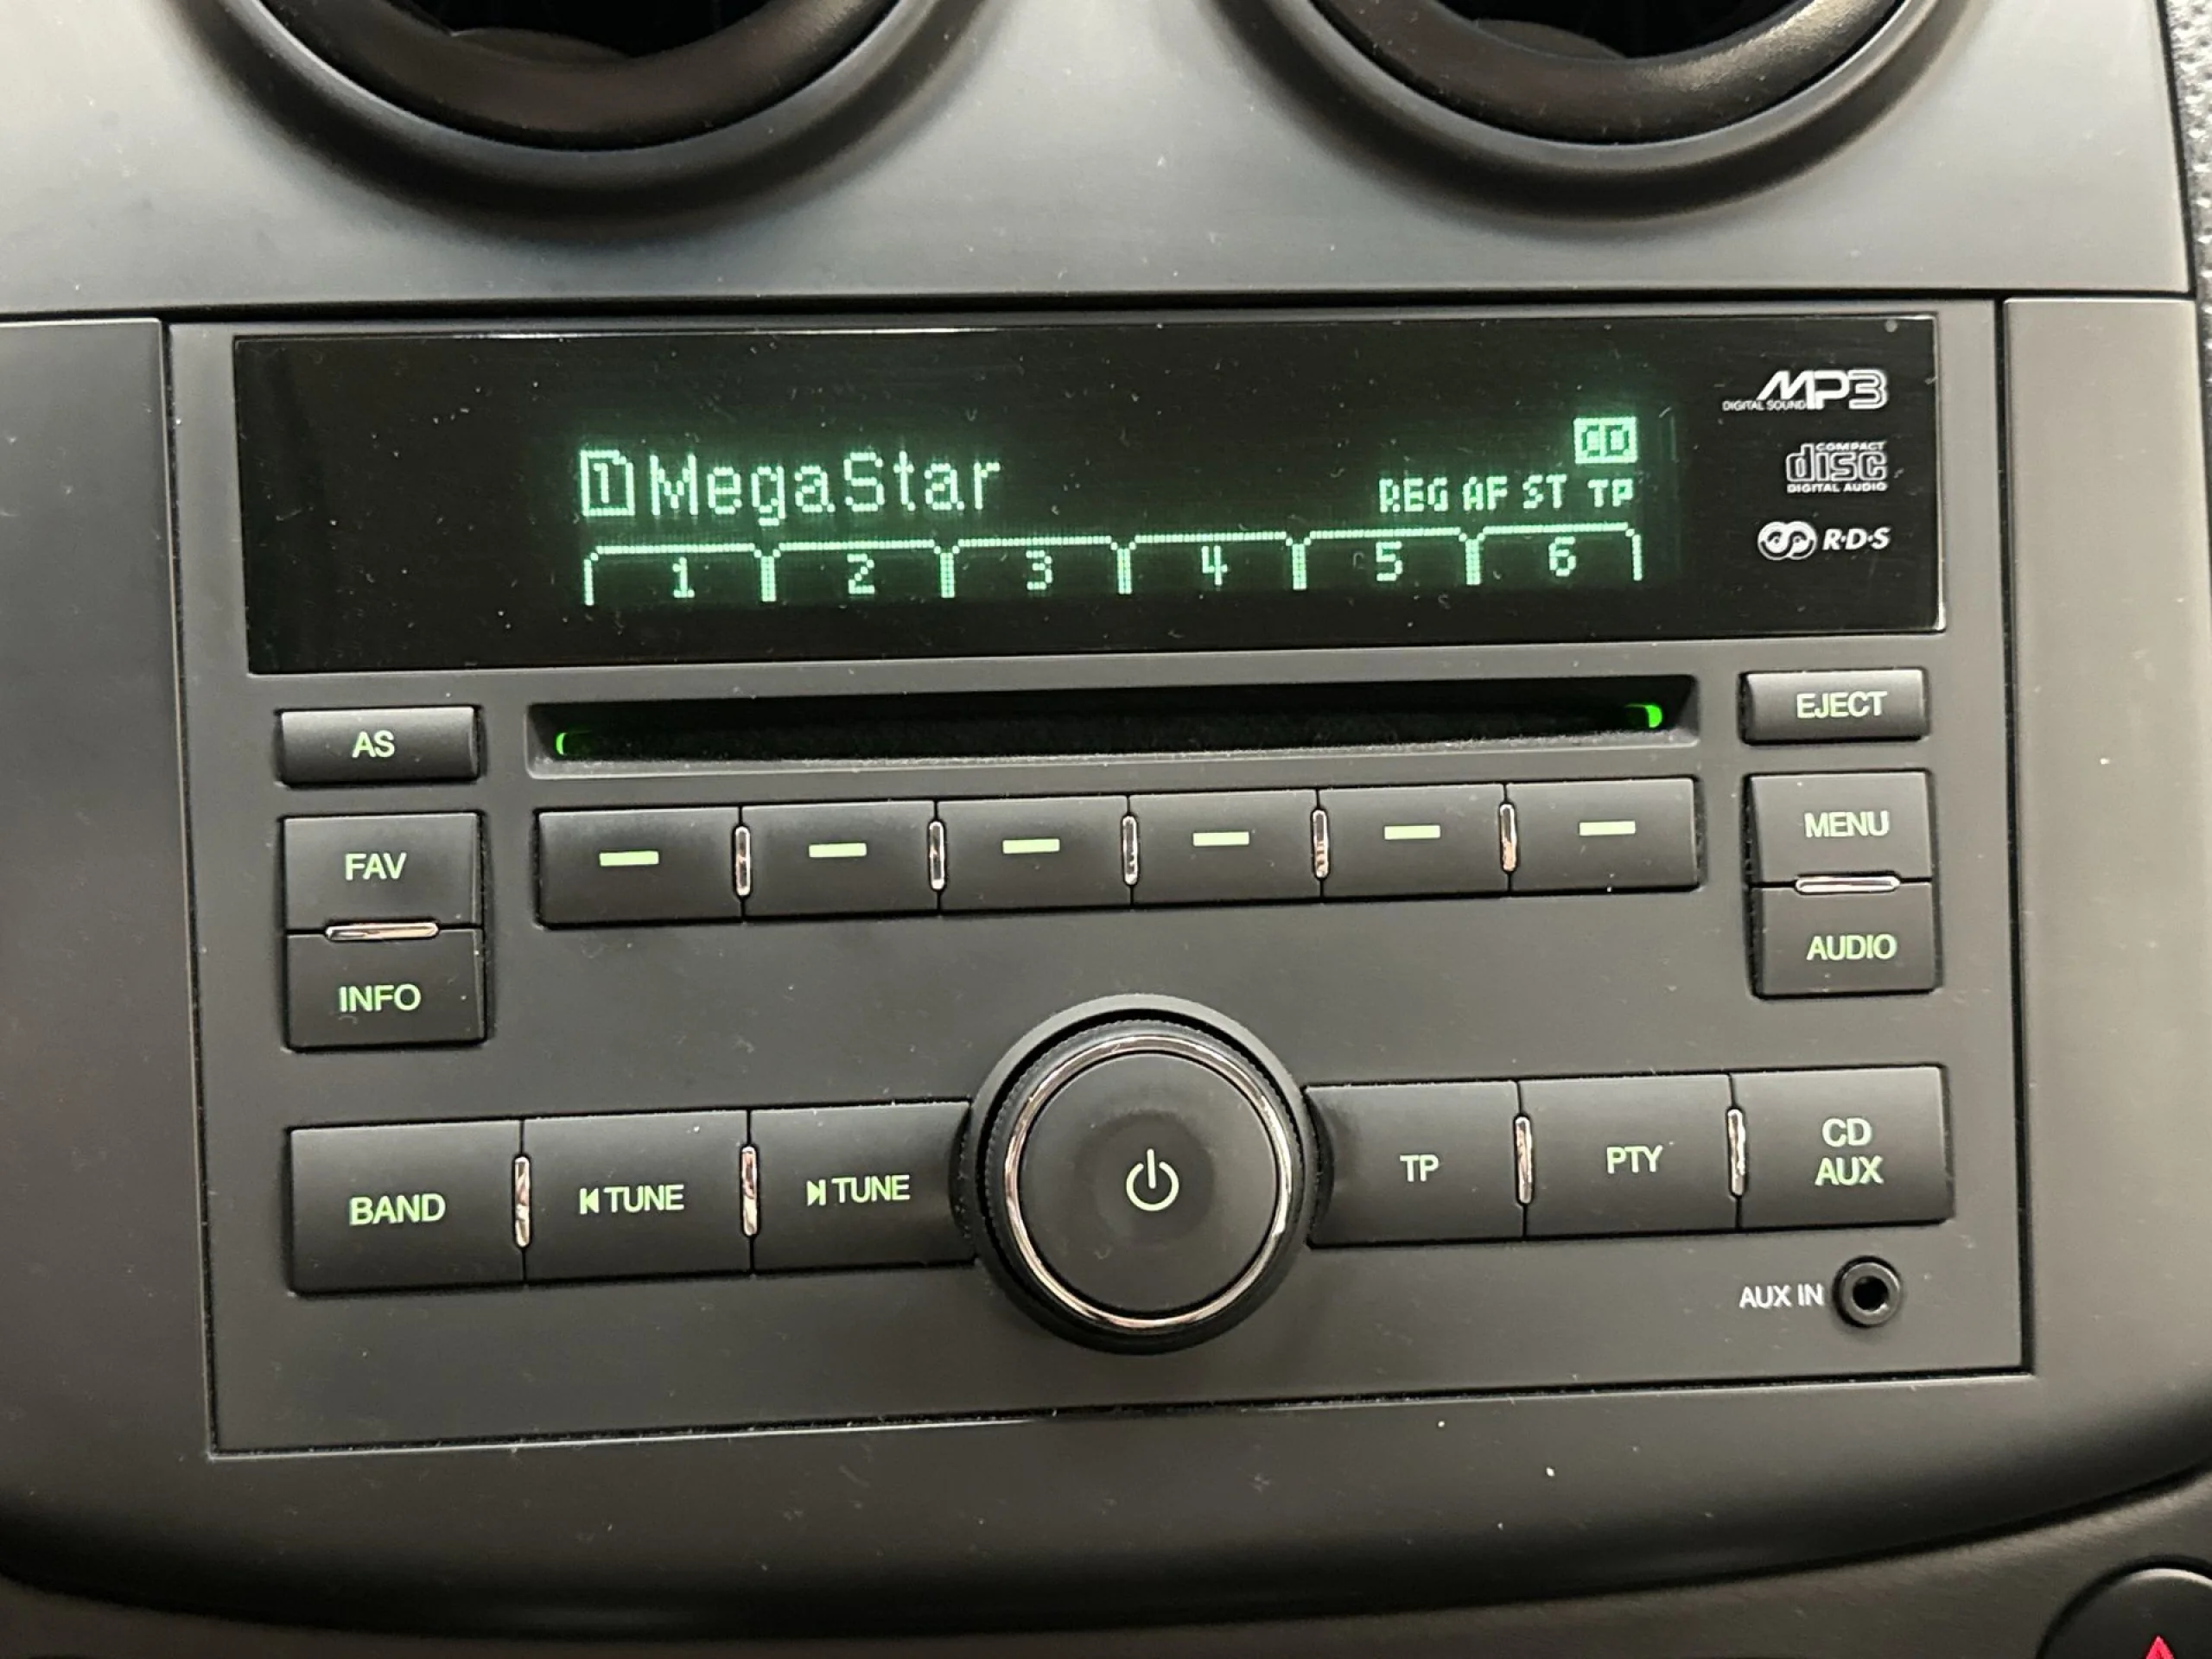 MP3
DIGITAL SOUND
CD
1 MegaStar
REG AF ST TP
COMPACT
disc
DIGITAL AUDIO
R·D·S
1 2 3 4 5 6
AS
EJECT
FAV
MENU
INFO
AUDIO
BAND
TUNE
TUNE
TP
PTY
CD
AUX
AUX IN